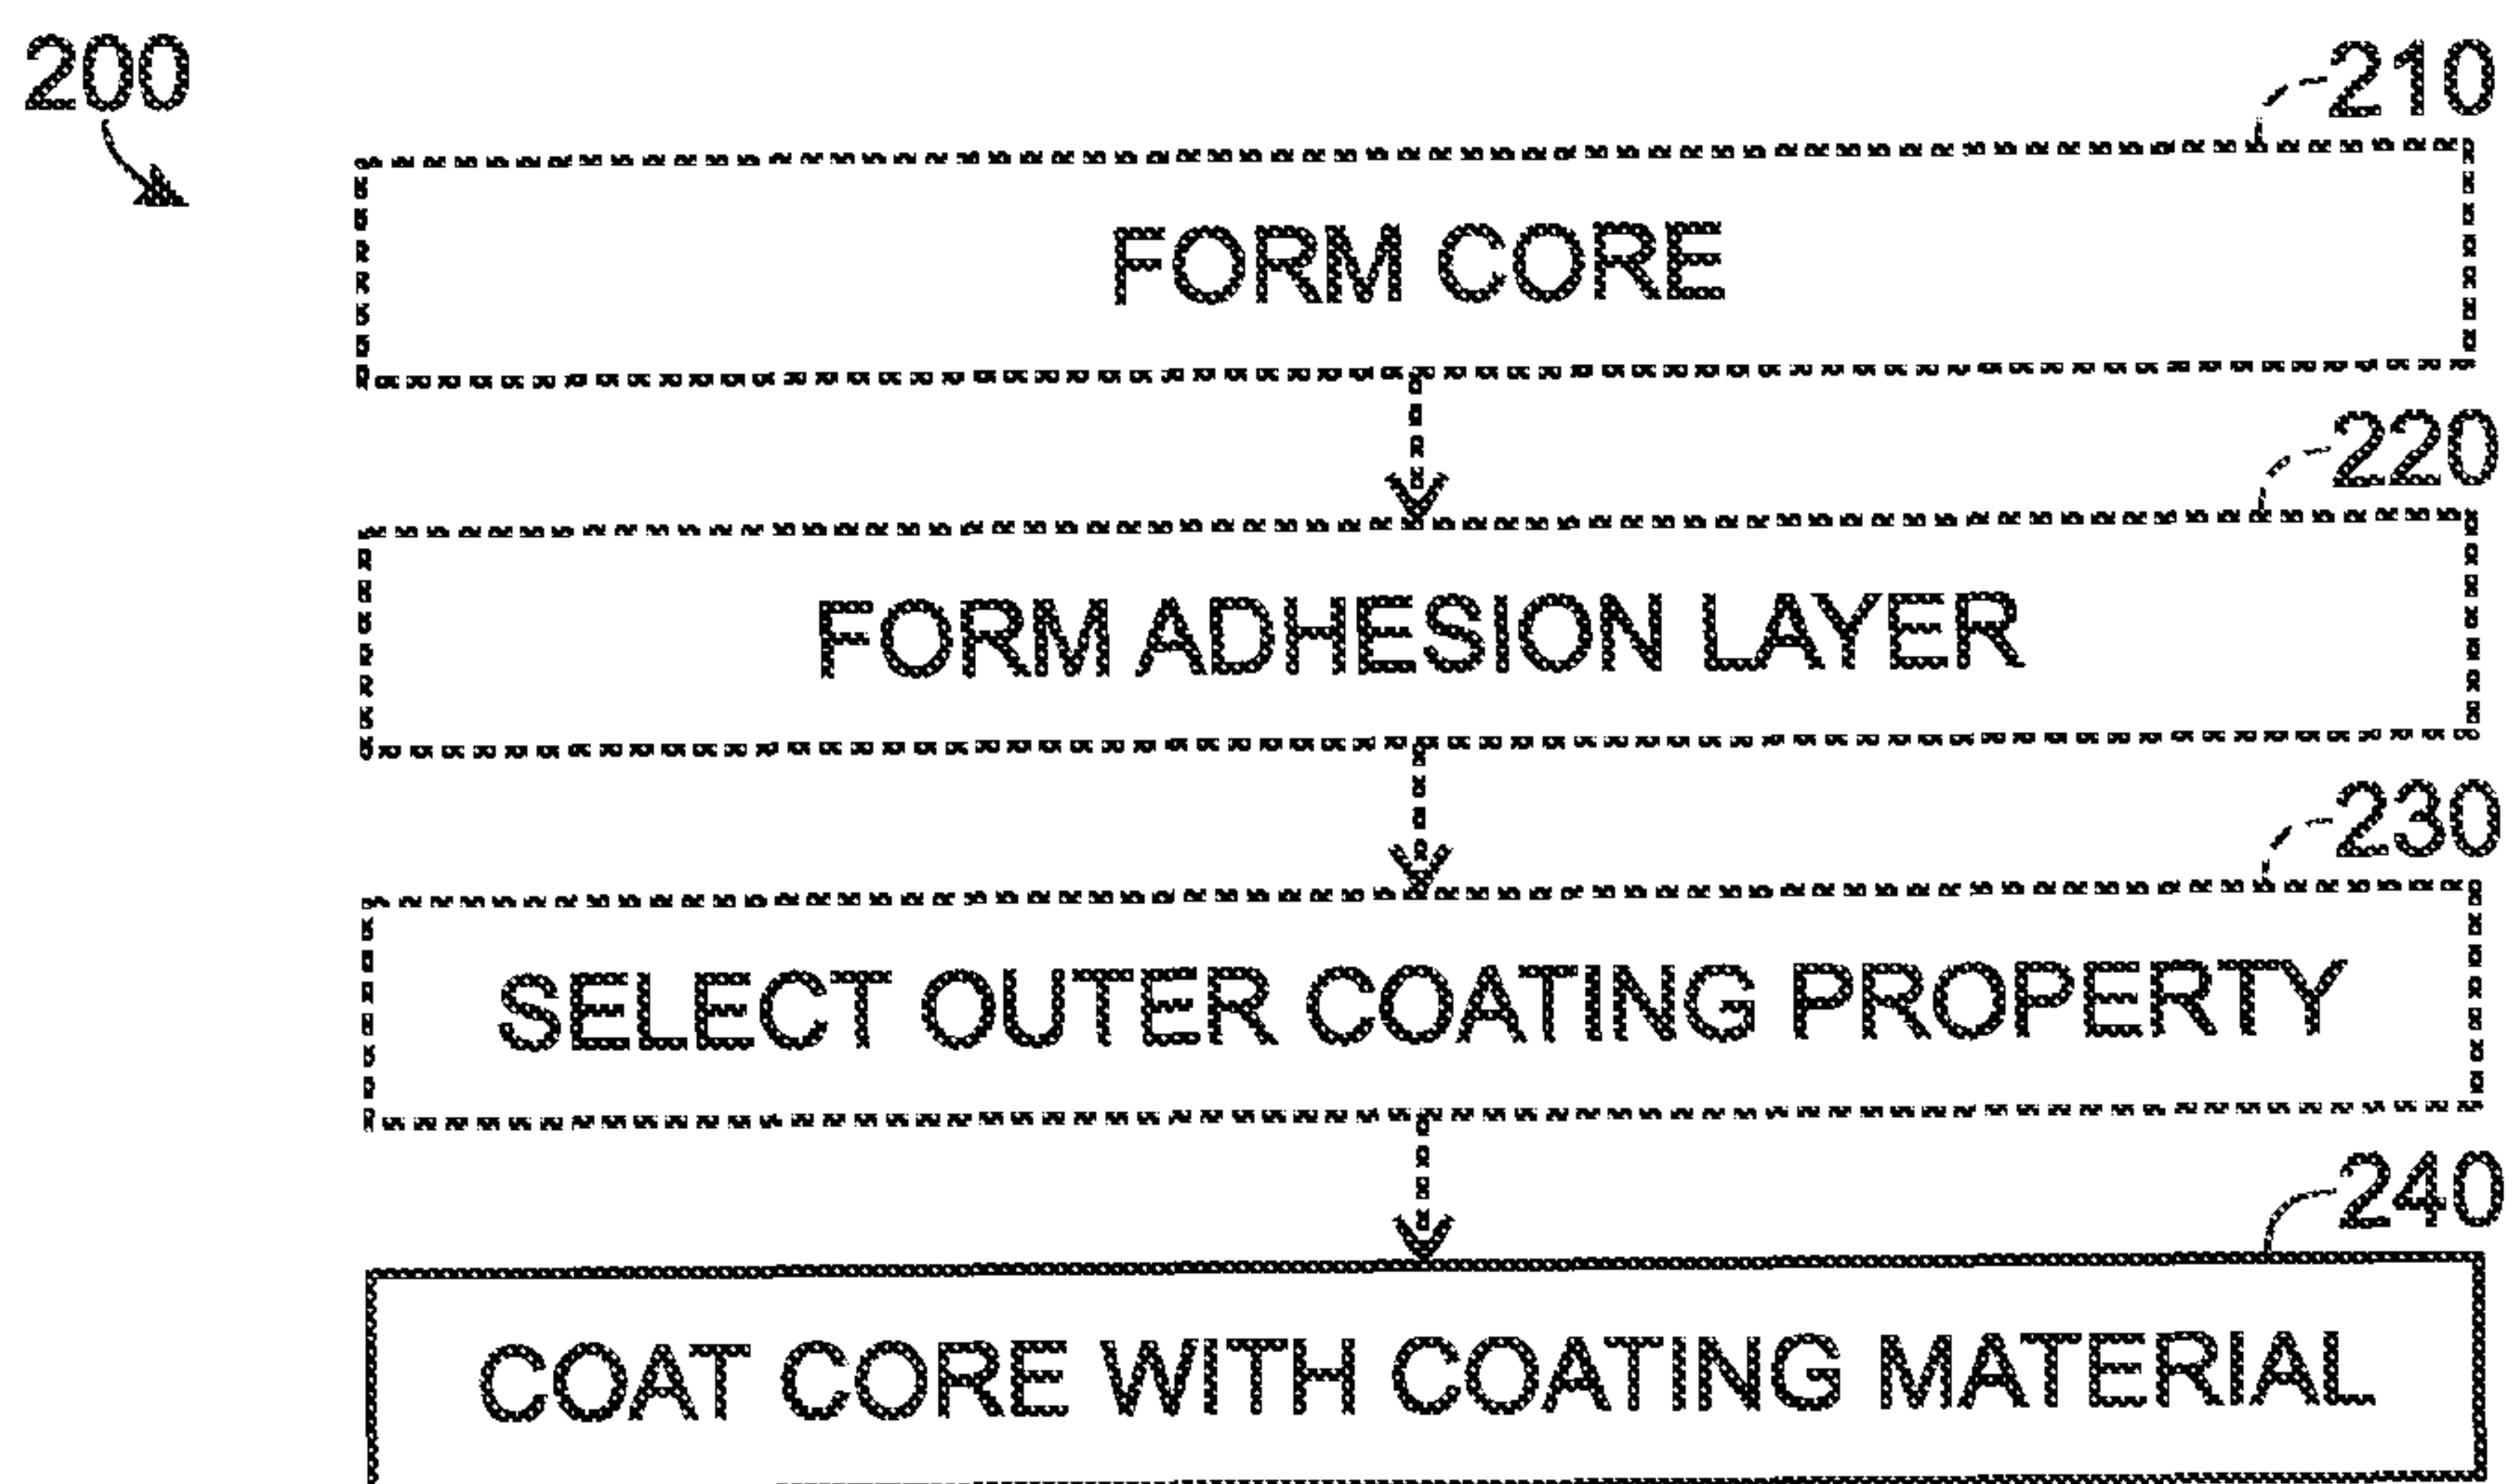 200
210
FORM CORE
220
FORM ADHESION LAYER
230
SELECT OUTER COATING PROPERTY
240
COAT CORE WITH COATING MATERIAL